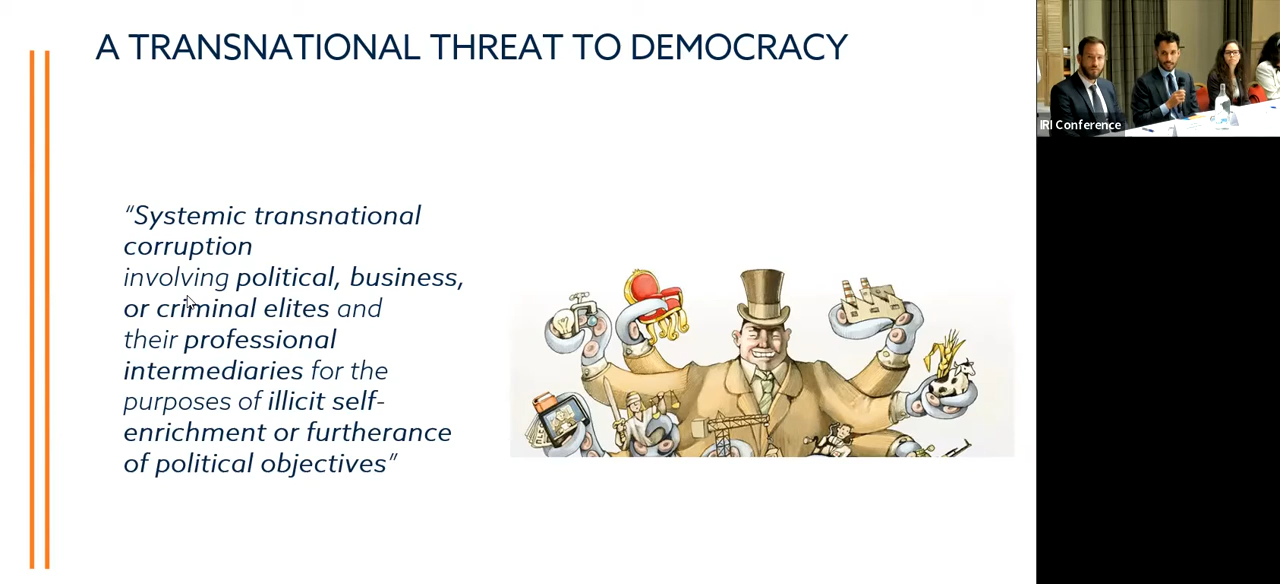 A TRANSNATIONAL THREAT TO DEMOCRACY
“Systemic transnational
corruption
involving political, business,
or criminal elites and
their professional
intermediaries for the
purposes of illicit self-
enrichment or furtherance
of political objectives”
IRI Conference